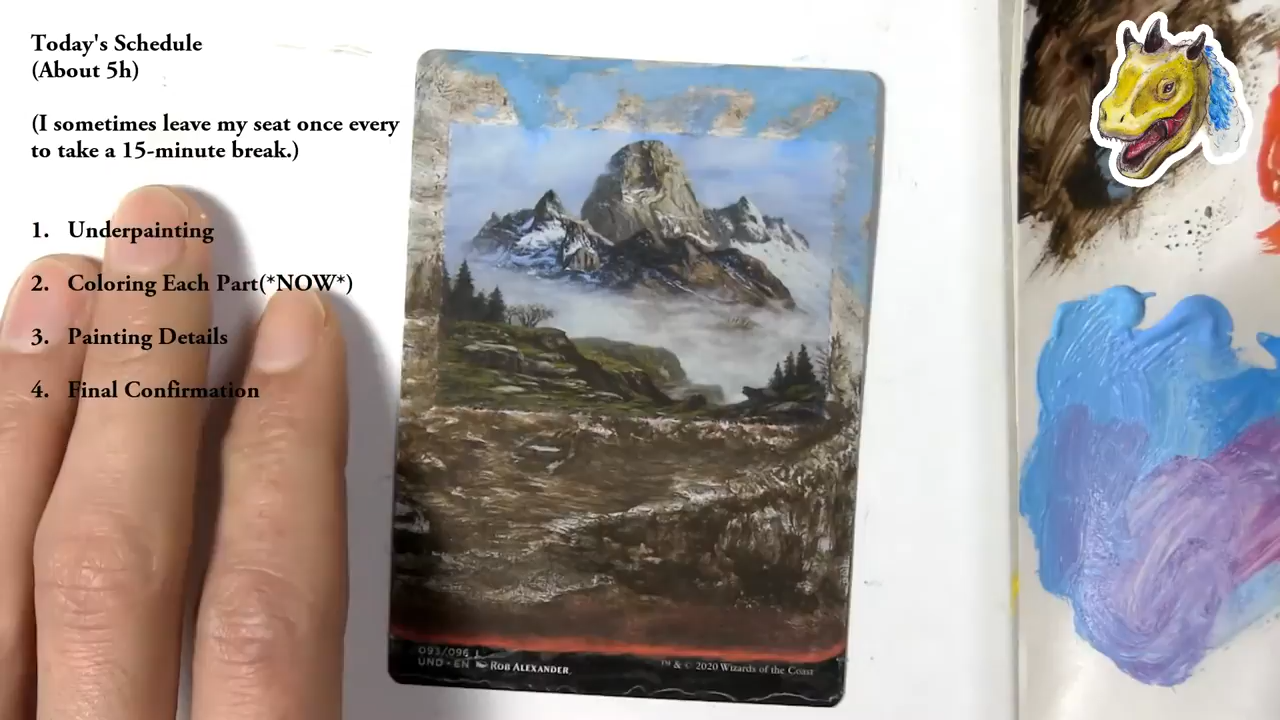 Today's Schedule
(About 5h)
(I sometimes leave my seat once every
to take a 15-minute break.)
1. Underpainting
2. Coloring Each Part(*NOW*)
3. Painting Details
4. Final Confirmation
093/096 L
UND • EN ROB ALEXANDER
™ & © 2020 Wizards of the Coast